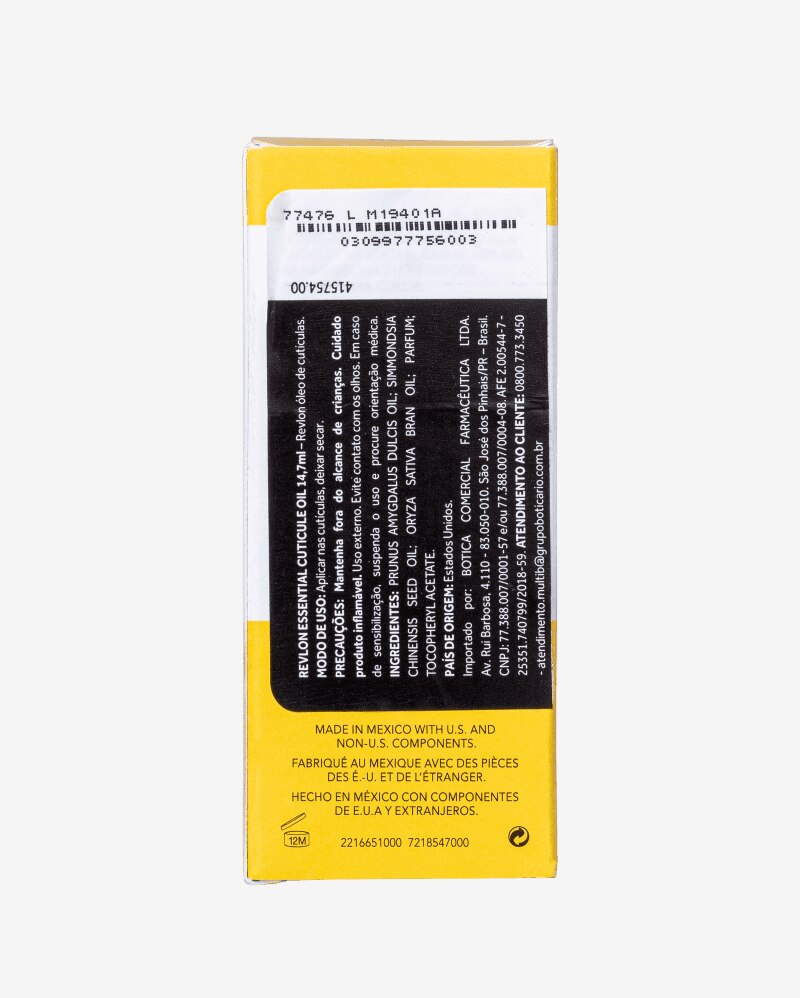 77476 L M19401A
0309977756003
415754.00
REVLON ESSENTIAL CUTICULE OIL 14,7ml – Revlon óleo de cutículas.
MODO DE USO: Aplicar nas cutículas, deixar secar.
PRECAUÇÕES: Mantenha fora do alcance de crianças. Cuidado
produto inflamável. Uso externo. Evite contato com os olhos. Em caso
de sensibilização, suspenda o uso e procure orientação médica.
INGREDIENTES: PRUNUS AMYGDALUS DULCIS OIL; SIMMONDSIA
CHINENSIS SEED OIL; ORYZA SATIVA BRAN OIL; PARFUM;
TOCOPHERYL ACETATE.
PAÍS DE ORIGEM: Estados Unidos.
Importado por: BOTICA COMERCIAL FARMACÊUTICA LTDA.
Av. Rui Barbosa, 4.110 - 83.050-010. São José dos Pinhais/PR – Brasil.
CNPJ: 77.388.007/0001-57 e/ou 77.388.007/0004-08. AFE 2.00544-7 -
25351.740799/2018-59. ATENDIMENTO AO CLIENTE: 0800.773.3450
- atendimento.multib@grupoboticario.com.br
MADE IN MEXICO WITH U.S. AND
NON-U.S. COMPONENTS.
FABRIQUÉ AU MEXIQUE AVEC DES PIÈCES
DES É.-U. ET DE L'ÉTRANGER.
HECHO EN MÉXICO CON COMPONENTES
DE E.U.A Y EXTRANJEROS.
12M
2216651000 7218547000